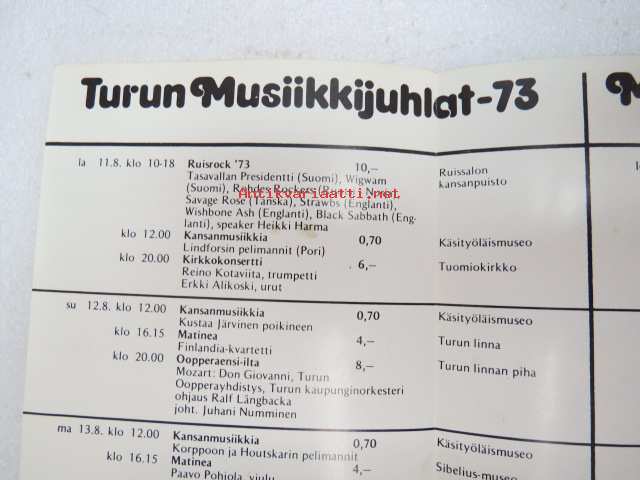 Turun Musiikkijuhlat-73
la 11.8. klo 10-18 Ruisrock '73 10,— Ruissalon
Tasavallan Presidentti (Suomi), Wigwam kansanpuisto
(Suomi), Rohdes Rockers
Savage Rose (Tanska), Strawbs (Englanti),
Wishbone Ash (Englanti), Black Sabbath (Eng-
lanti), speaker Heikki Harma
klo 12.00 Kansanmusiikkia 0,70 Käsityöläismuseo
Lindforsin pelimannit (Pori)
klo 20.00 Kirkkokonsertti 6,— Tuomiokirkko
Reino Kotaviita, trumpetti
Erkki Alikoski, urut
su 12.8. klo 12.00 Kansanmusiikkia 0,70 Käsityöläismuseo
Kustaa Järvinen poikineen
klo 16.15 Matinea 4,— Turun linna
Finlandia-kvartetti
klo 20.00 Oopperaensi-ilta 8,— Turun linnan piha
Mozart: Don Giovanni, Turun
Oopperayhdistys, Turun kaupunginorkesteri
ohjaus Ralf Långbacka
joht. Juhani Numminen
ma 13.8. klo 12.00 Kansanmusiikkia 0,70 Käsityöläismuseo
Korppoon ja Houtskarin pelimannit
klo 16.15 Matinea 4,— Sibelius-museo
Paavo Pohjola, viulu
Antikvariaatti.net